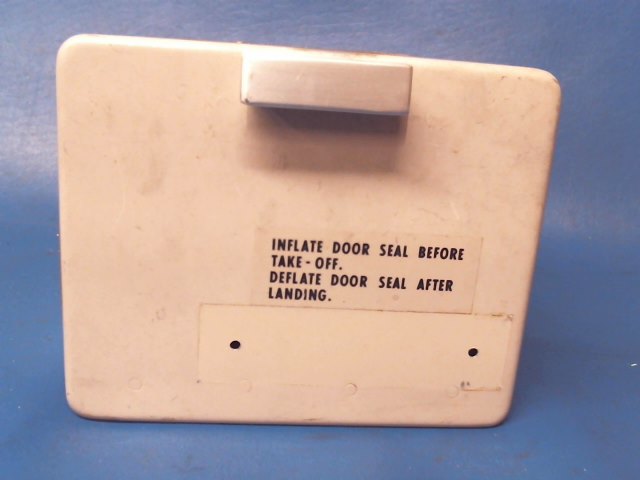 INFLATE DOOR SEAL BEFORE
TAKE-OFF.
DEFLATE DOOR SEAL AFTER
LANDING.